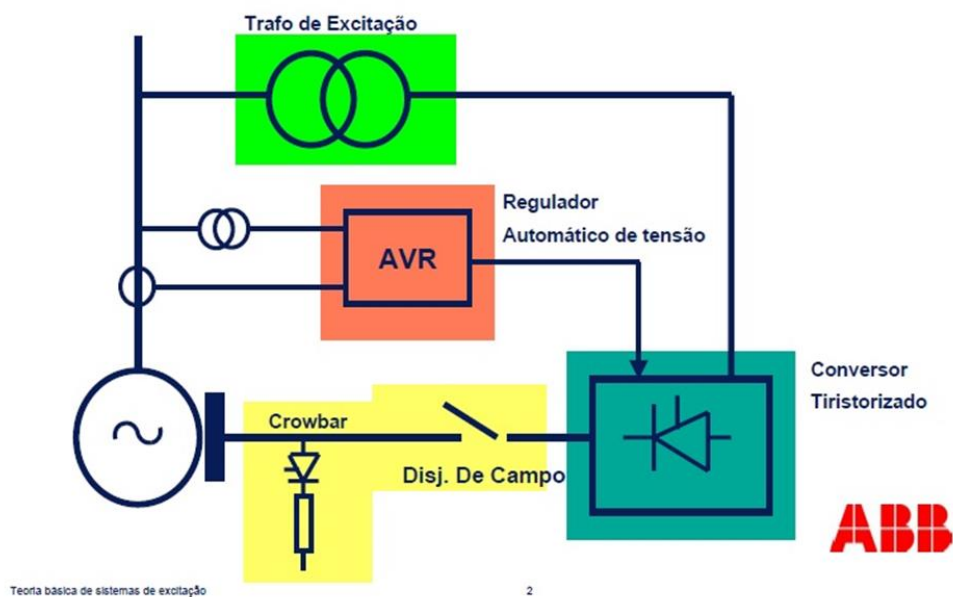 Trafo de Excitação
Regulador
Automático de tensão
AVR
Conversor
Tiristorizado
Crowbar
Disj. De Campo
ABB
Teoria básica de sistemas de excitação
2